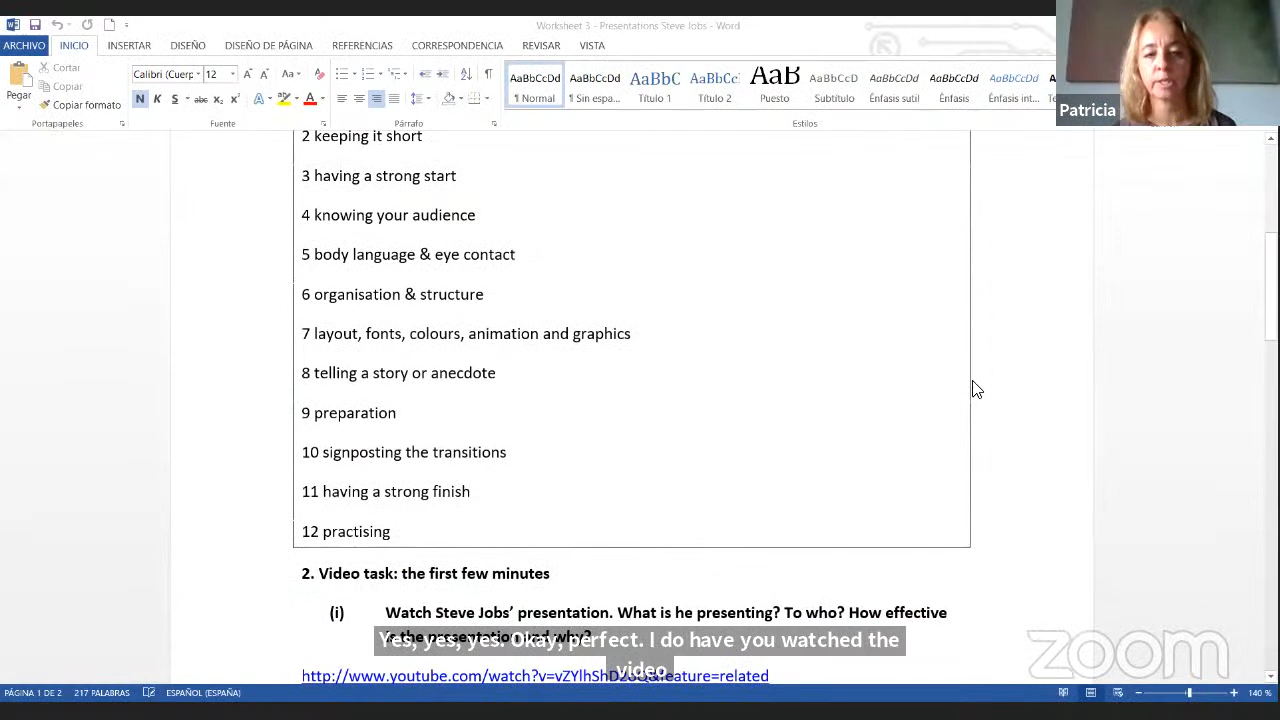 Worksheet 3 - Presentations Steve Jobs - Word
ARCHIVO INICIO INSERTAR DISEÑO DISEÑO DE PÁGINA REFERENCIAS CORRESPONDENCIA REVISAR VISTA
Pegar
Cortar
Copiar
Copiar formato
Calibri (Cuerp 12
N K S abc x₂ x²
AaBbCcDd AaBbCcDd AaBbC AaBbCc AaB AaBbCcD AaBbCcDd AaBbCcDd AaBbCcDd
¶ Normal ¶ Sin espa... Título 1 Título 2 Puesto Subtítulo Énfasis sutil Énfasis Énfasis int...
Portapapeles Fuente Párrafo Estilos
Patricia
2 keeping it short
3 having a strong start
4 knowing your audience
5 body language & eye contact
6 organisation & structure
7 layout, fonts, colours, animation and graphics
8 telling a story or anecdote
9 preparation
10 signposting the transitions
11 having a strong finish
12 practising
2. Video task: the first few minutes
(i) Watch Steve Jobs’ presentation. What is he presenting? To who? How effective
Yes, yes, yes. Okay, perfect. I do have you watched the
video
http://www.youtube.com/watch?v=
feature=related
zoom
PÁGINA 1 DE 2 217 PALABRAS ESPAÑOL (ESPAÑA) 140 %